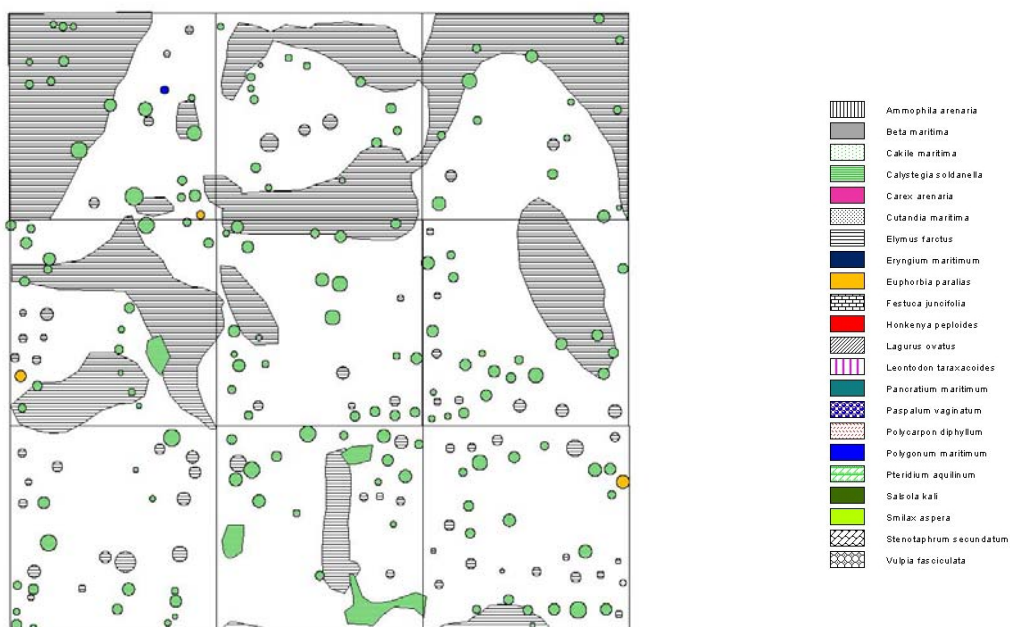 Ammophila arenaria
Beta maritima
Cakile maritima
Calystegia soldanella
Carex arenaria
Cutandia maritima
Elymus farctus
Eryngium maritimum
Euphorbia paralias
Festuca juncifolia
Honkenya peploides
Lagurus ovatus
Leontodon taraxacoides
Pancratium maritimum
Paspalum vaginatum
Polycarpon diphyllum
Polygonum maritimum
Pteridium aquilinum
Salsola kali
Smilax aspera
Stenotaphrum secundatum
Vulpia fasciculata